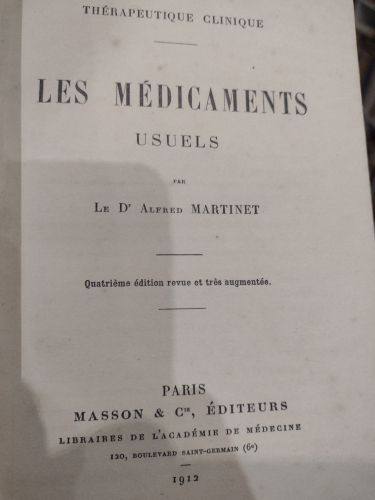 THÉRAPEUTIQUE CLINIQUE
LES MÉDICAMENTS
USUELS
PAR
LE Dr ALFRED MARTINET
Quatrième édition revue et très augmentée.
PARIS
MASSON & Cie, ÉDITEURS
LIBRAIRES DE L'ACADÉMIE DE MÉDECINE
120, BOULEVARD SAINT-GERMAIN (6e)
1912